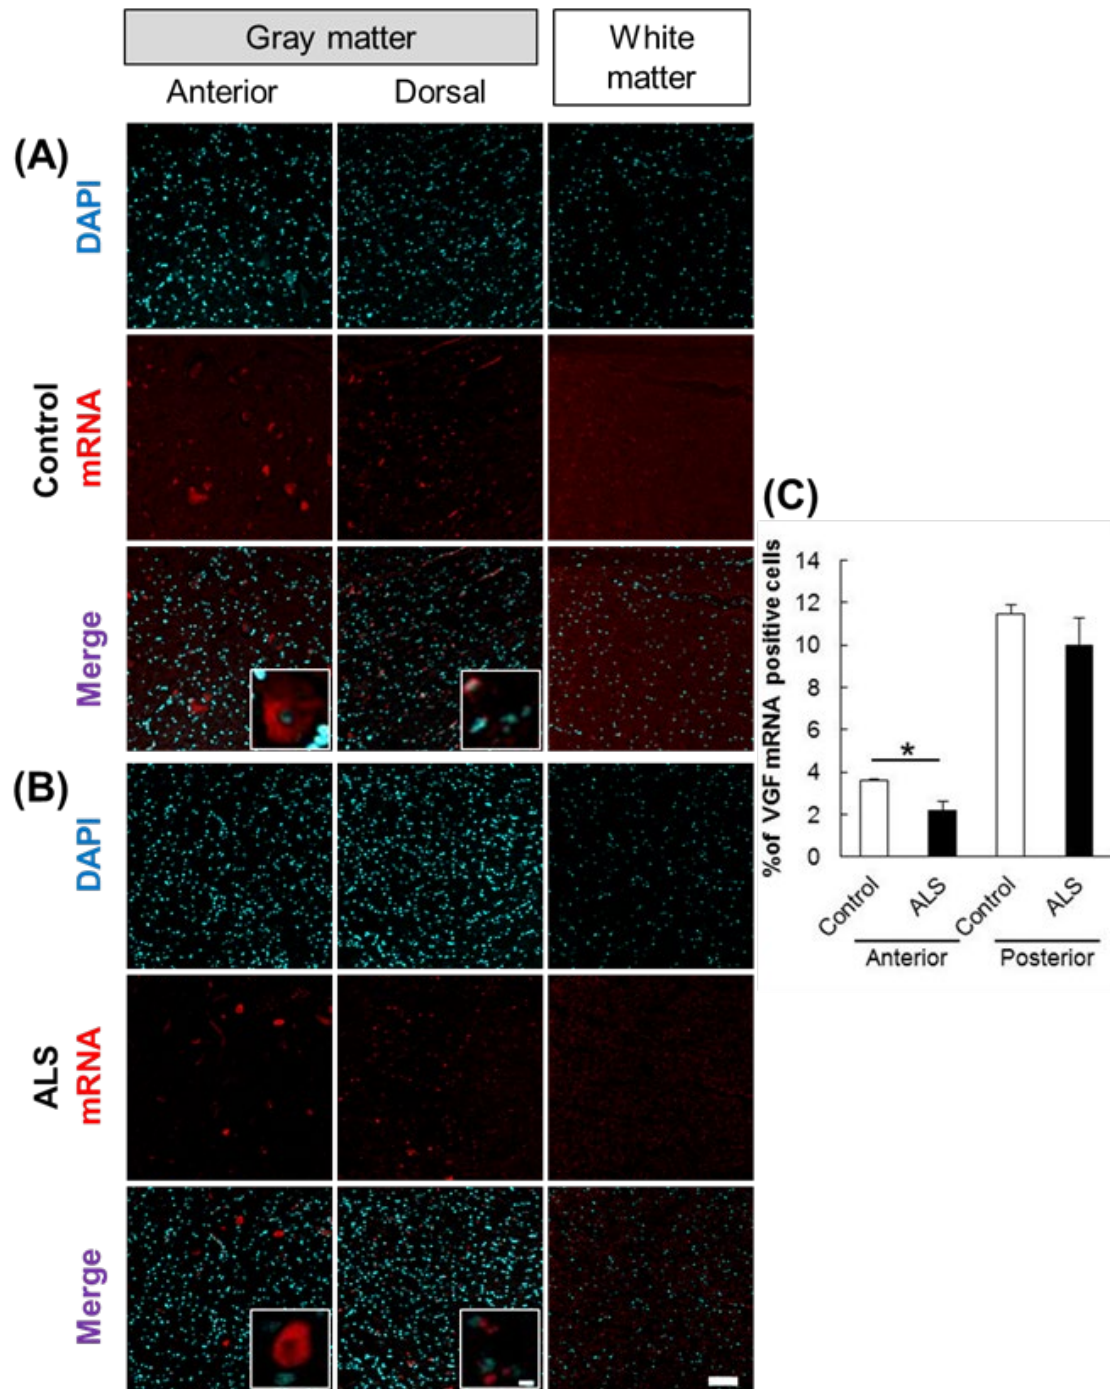 Gray matter
White
matter
Anterior
Dorsal
(A)
DAPI
Control
mRNA
Merge
(B)
DAPI
ALS
mRNA
Merge
(C)
%of VGF mRNA positive cells
14
12
10
8
6
4
2
0
*
Control
ALS
Control
ALS
Anterior
Posterior